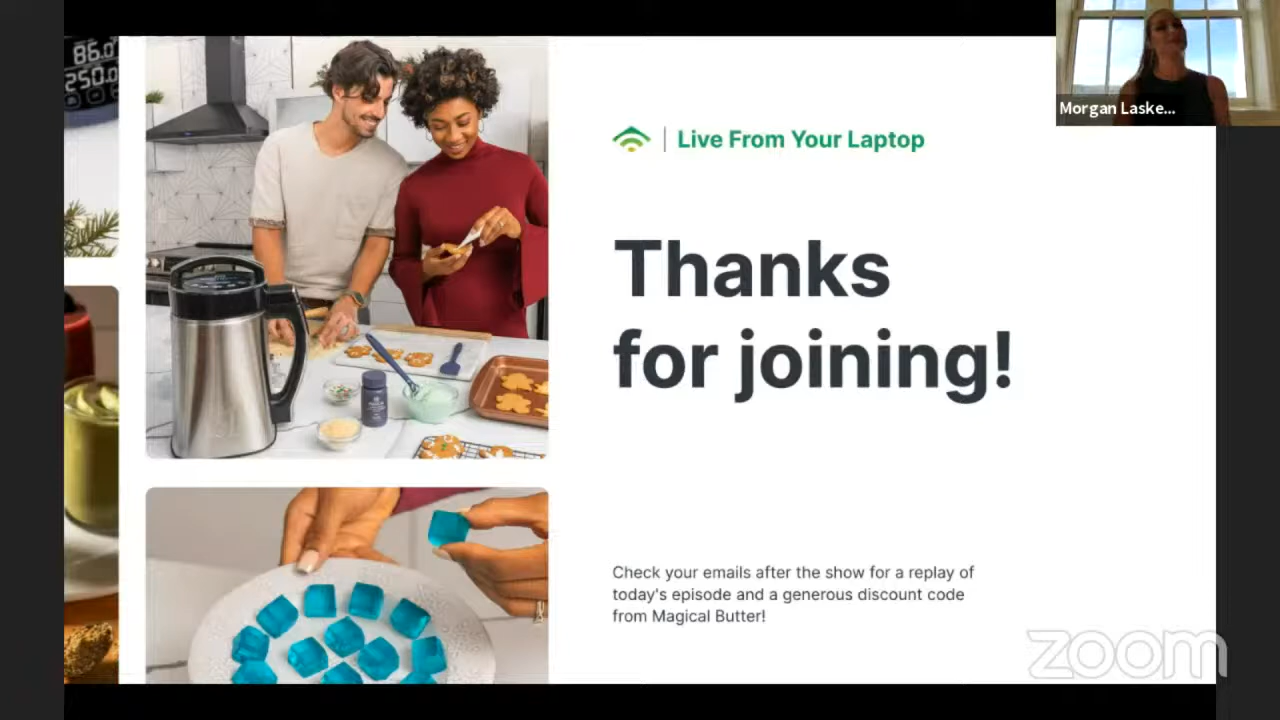 86.0
250.0
Morgan Laske...
Live From Your Laptop
Thanks
for joining!
Check your emails after the show for a replay of
today's episode and a generous discount code
from Magical Butter!
zoom